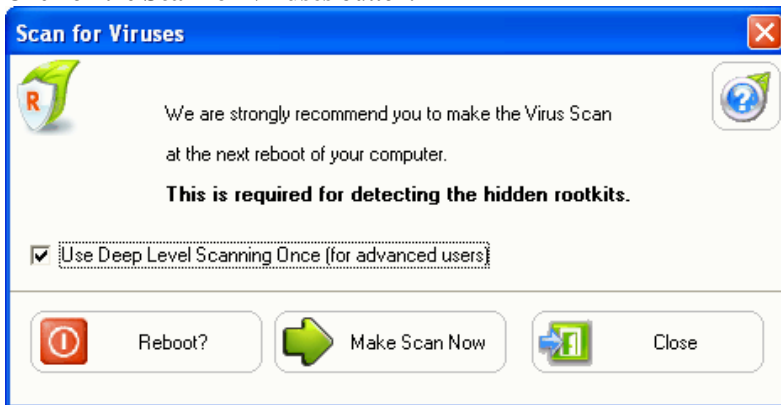 Scan for Viruses
R
We are strongly recommend you to make the Virus Scan
at the next reboot of your computer.
This is required for detecting the hidden rootkits.
Use Deep Level Scanning Once (for advanced users)
Reboot?
Make Scan Now
Close